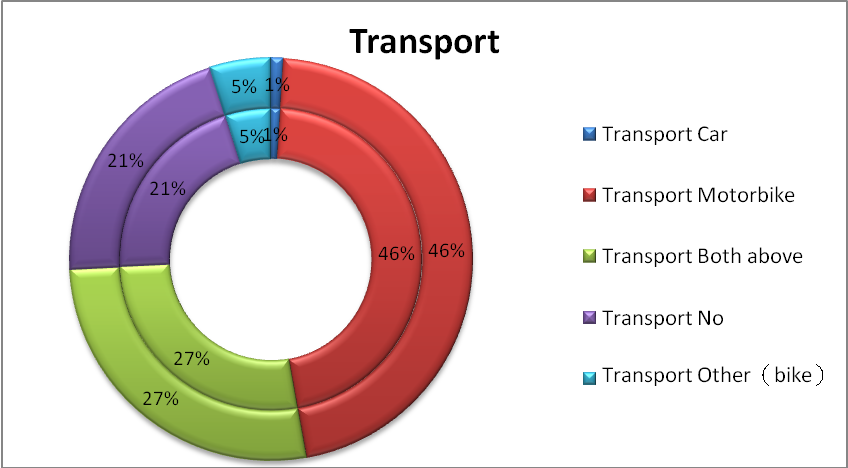 Transport
5%
1%
5%
1%
Transport Car
21%
21%
Transport Motorbike
46%
46%
Transport Both above
27%
27%
Transport No
Transport Other（bike）